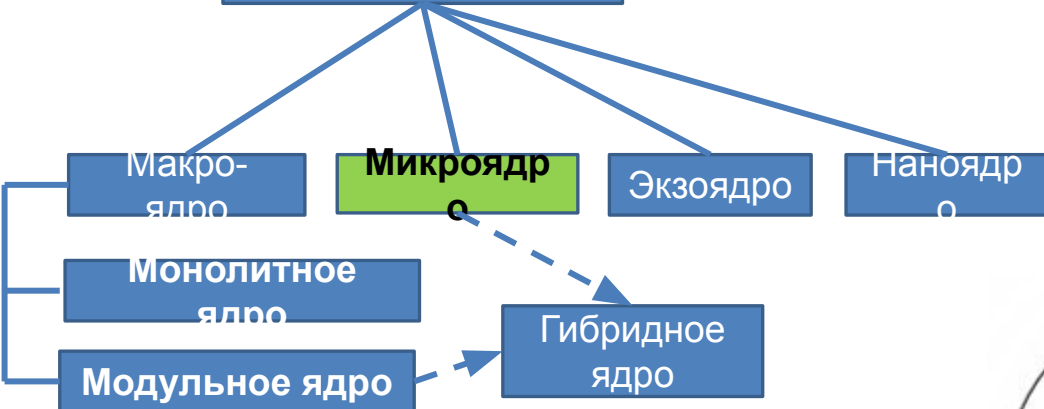 Макро-
ядро
Микроядр
о
Экзоядро
Наноядр
о
Монолитное
ядро
Гибридное
ядро
Модульное ядро